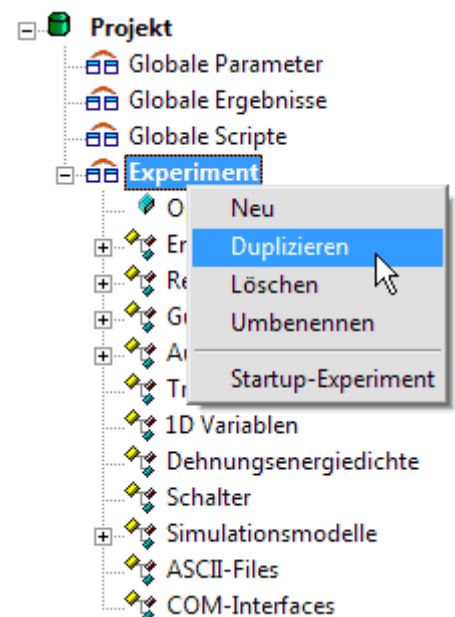 Projekt
Globale Parameter
Globale Ergebnisse
Globale Scripte
Experiment
Neu
Duplizieren
Löschen
Umbenennen
Startup-Experiment
1D Variablen
Dehnungsenergiedichte
Schalter
Simulationsmodelle
ASCII-Files
COM-Interfaces